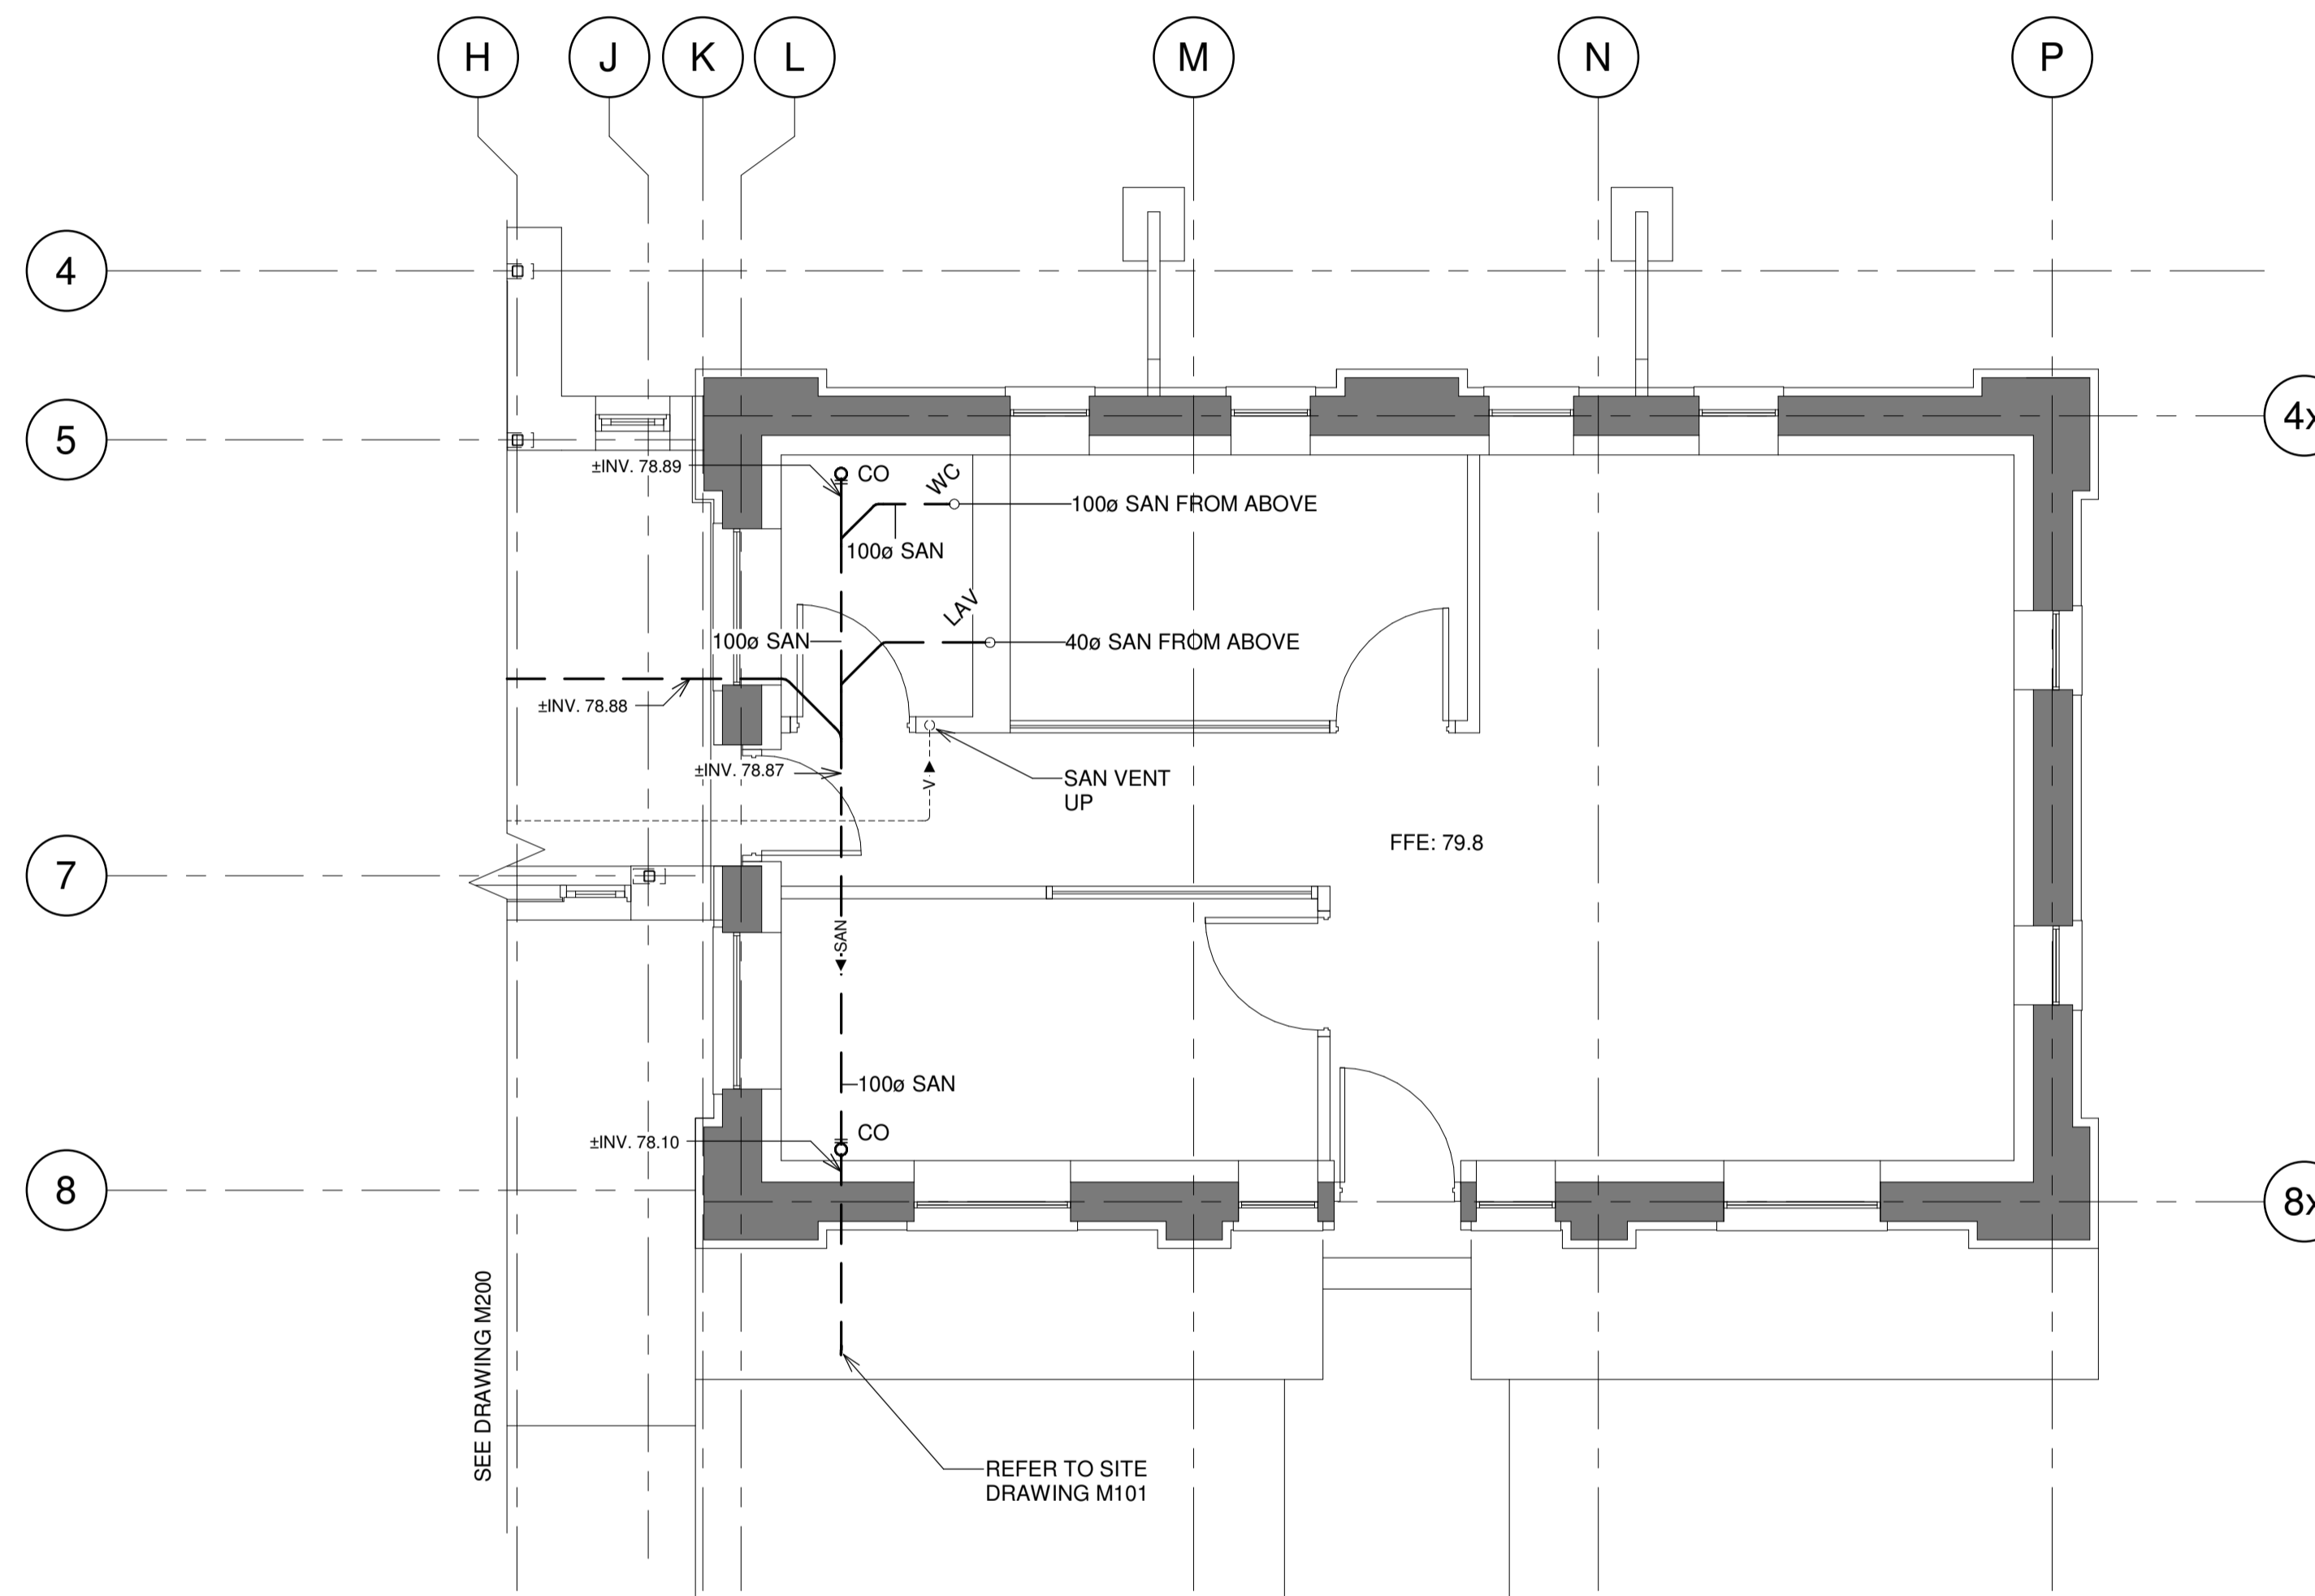 H
J
K
L
M
N
P
4
5
4x
±INV. 78.89
CO
WC
100ø SAN FROM ABOVE
100ø SAN
LAV
100ø SAN
40ø SAN FROM ABOVE
±INV. 78.88
±INV. 78.87
SAN VENT
UP
V
FFE: 79.8
7
SAN
100ø SAN
CO
±INV. 78.10
8
8x
SEE DRAWING M200
REFER TO SITE
DRAWING M101